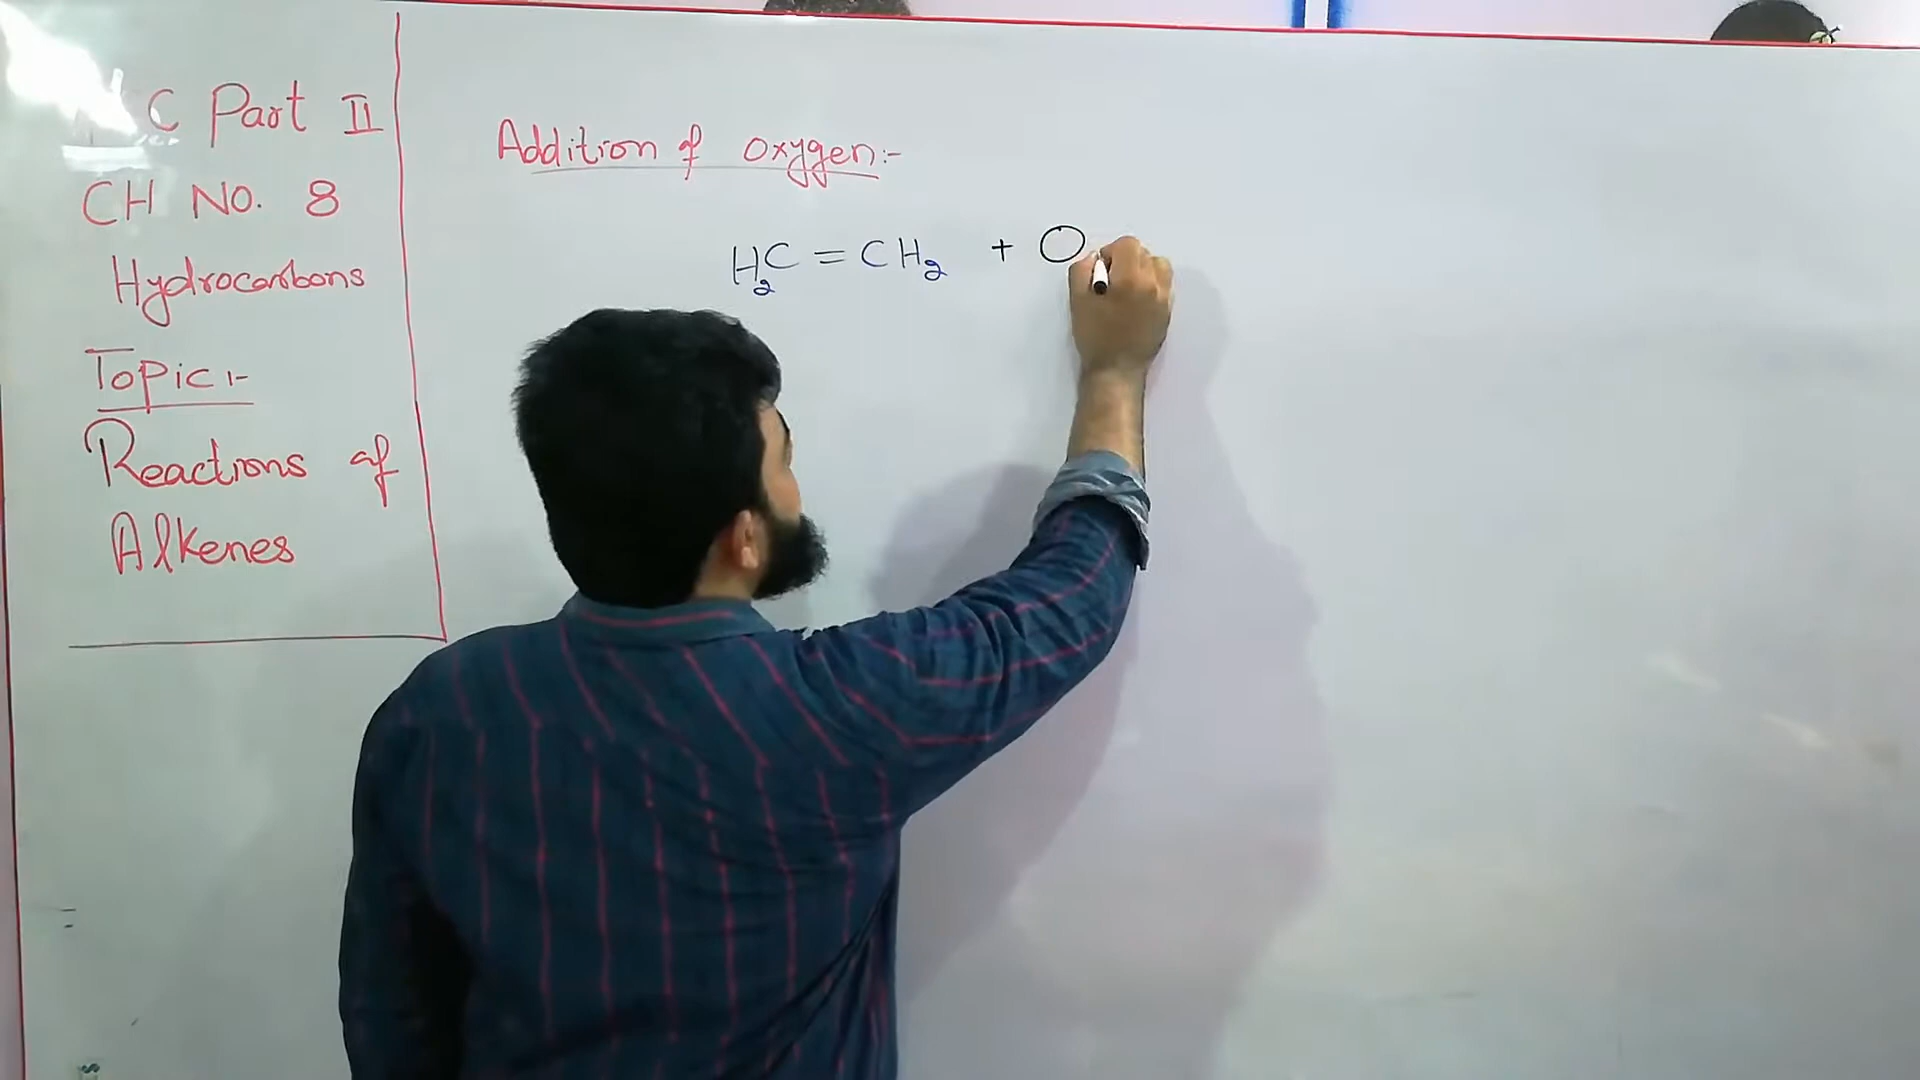 C Part II
CH NO. 8
Hydrocarbons
Topic:-
Reactions of
Alkenes
Addition of oxygen:-
H₂C = CH₂ + O